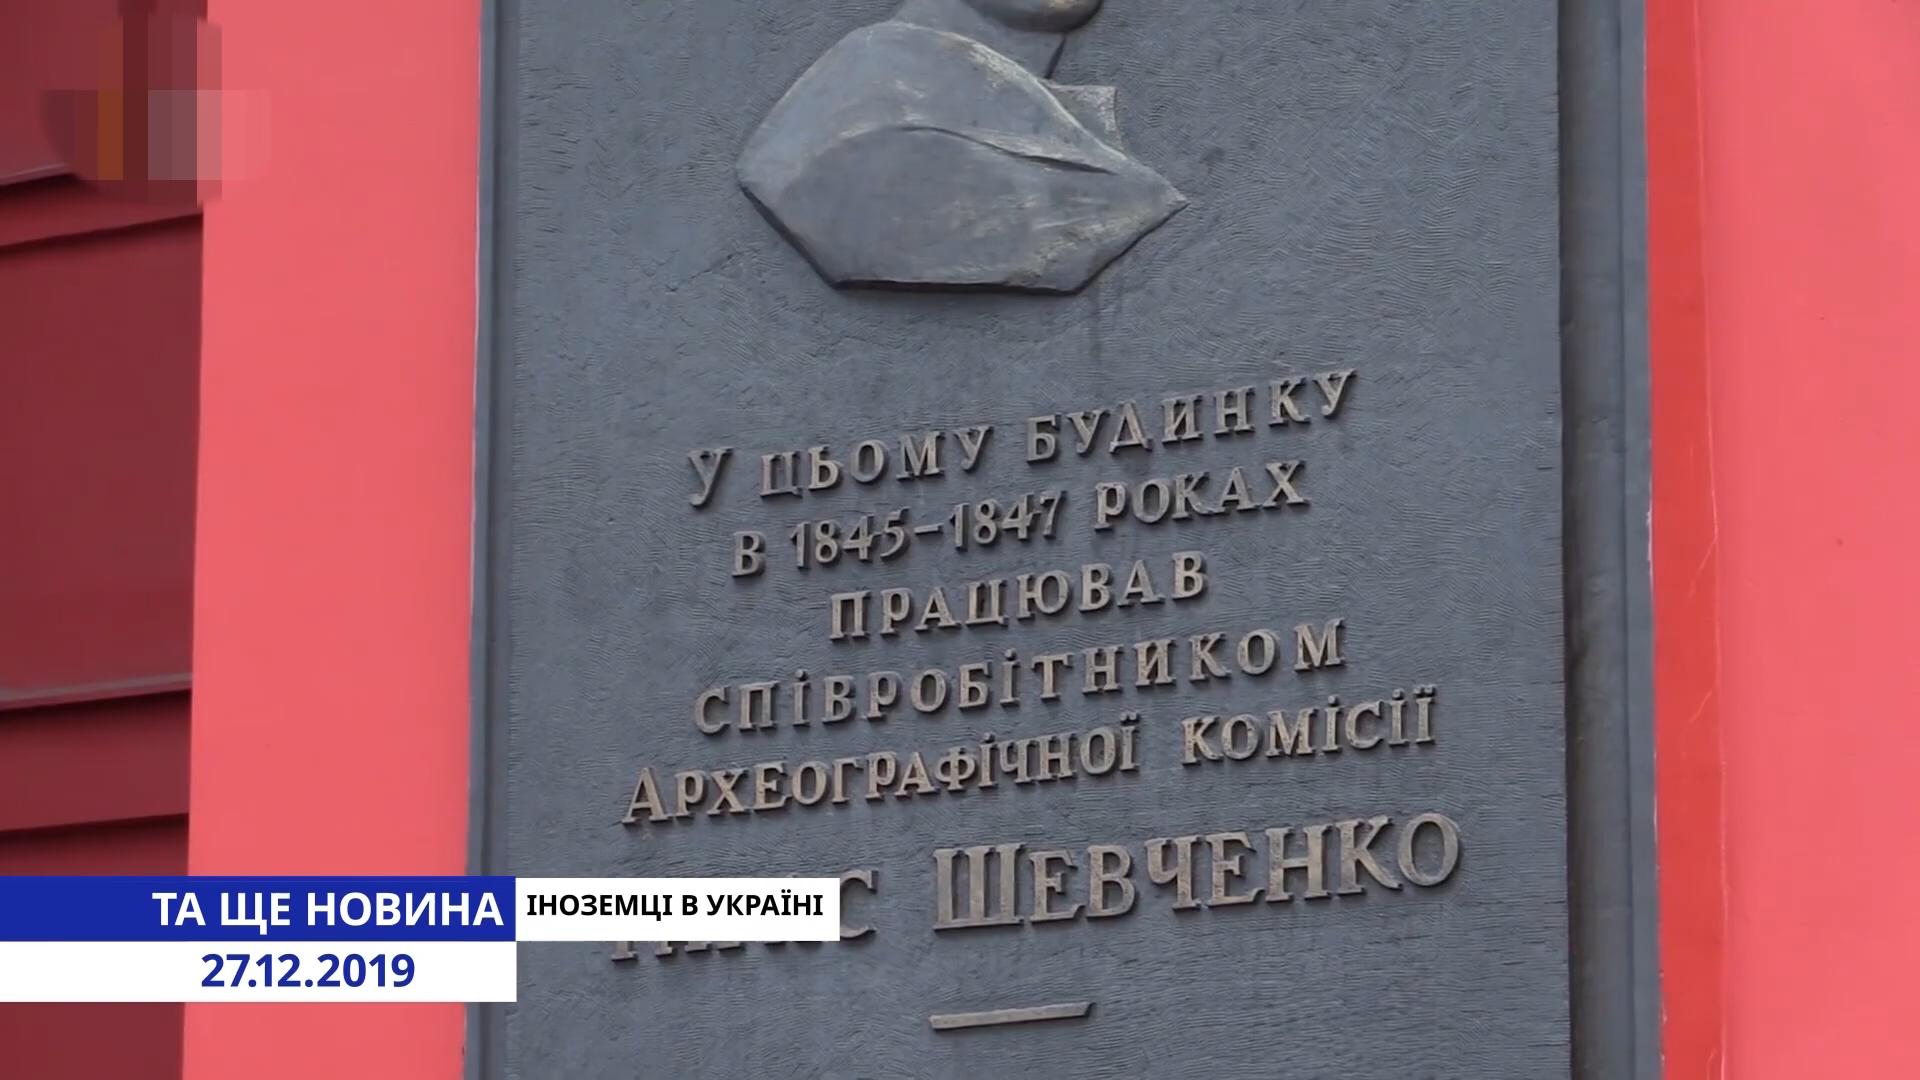 У ЦЬОМУ БУДИНКУ
В 1845-1847 РОКАХ
ПРАЦЮВАВ
СПІВРОБІТНИКОМ
АРХЕОГРАФІЧНОЇ КОМІСІЇ
ШЕВЧЕНКО
ТА ЩЕ НОВИНА
ІНОЗЕМЦІ В УКРАЇНІ
27.12.2019